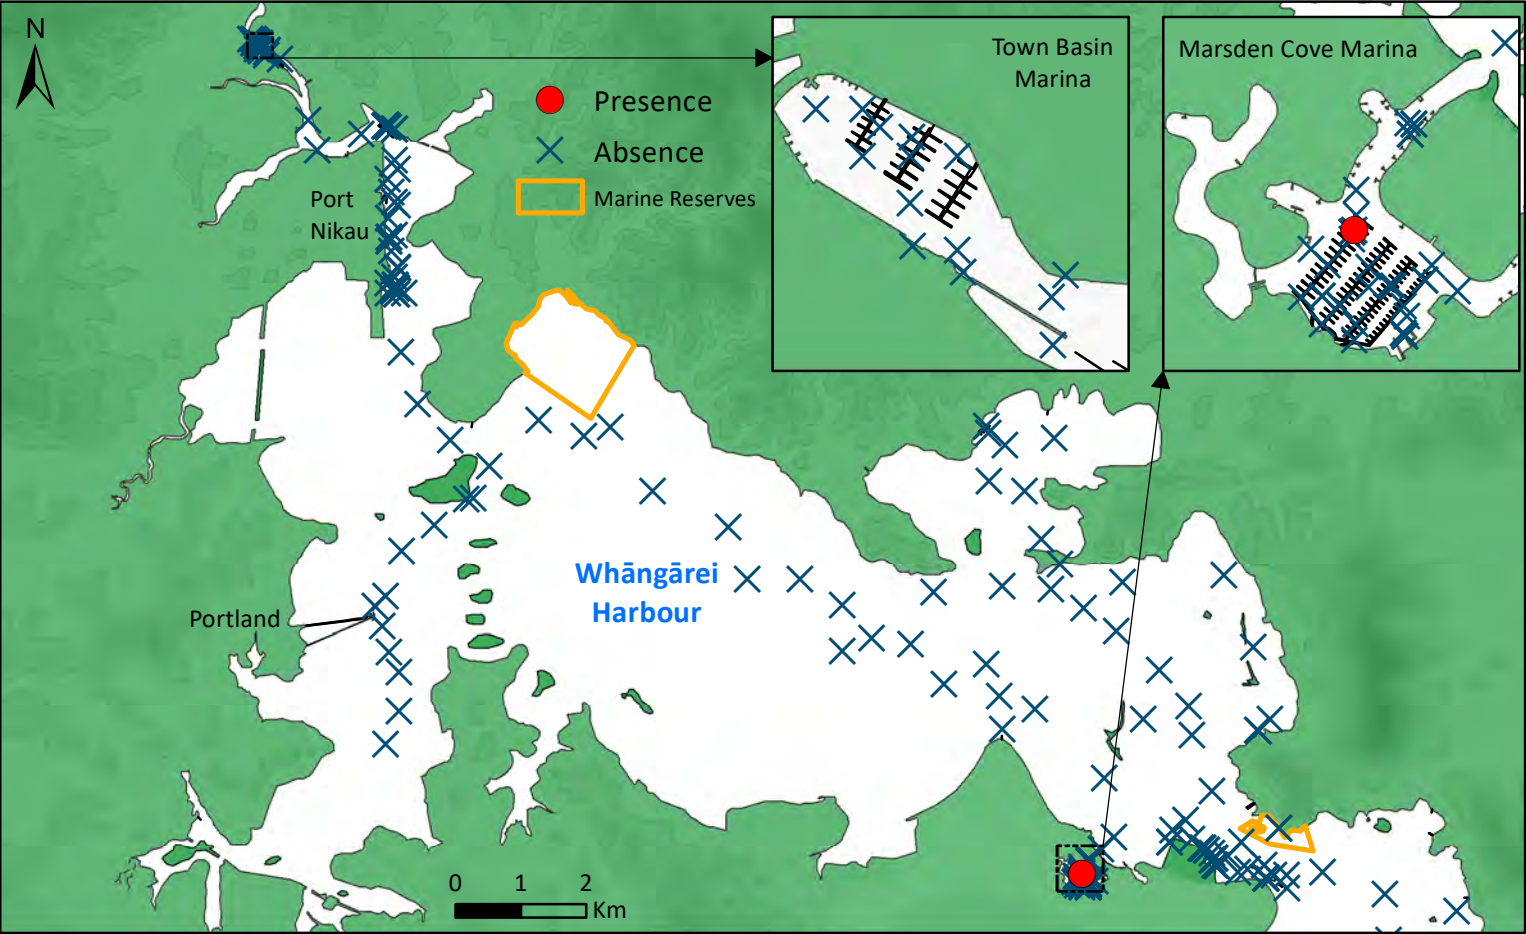 N
Presence
Absence
Marine Reserves
Town Basin
Marina
Marsden Cove Marina
Port
Nikau
Whāngārei
Harbour
Portland
0 1 2
Km